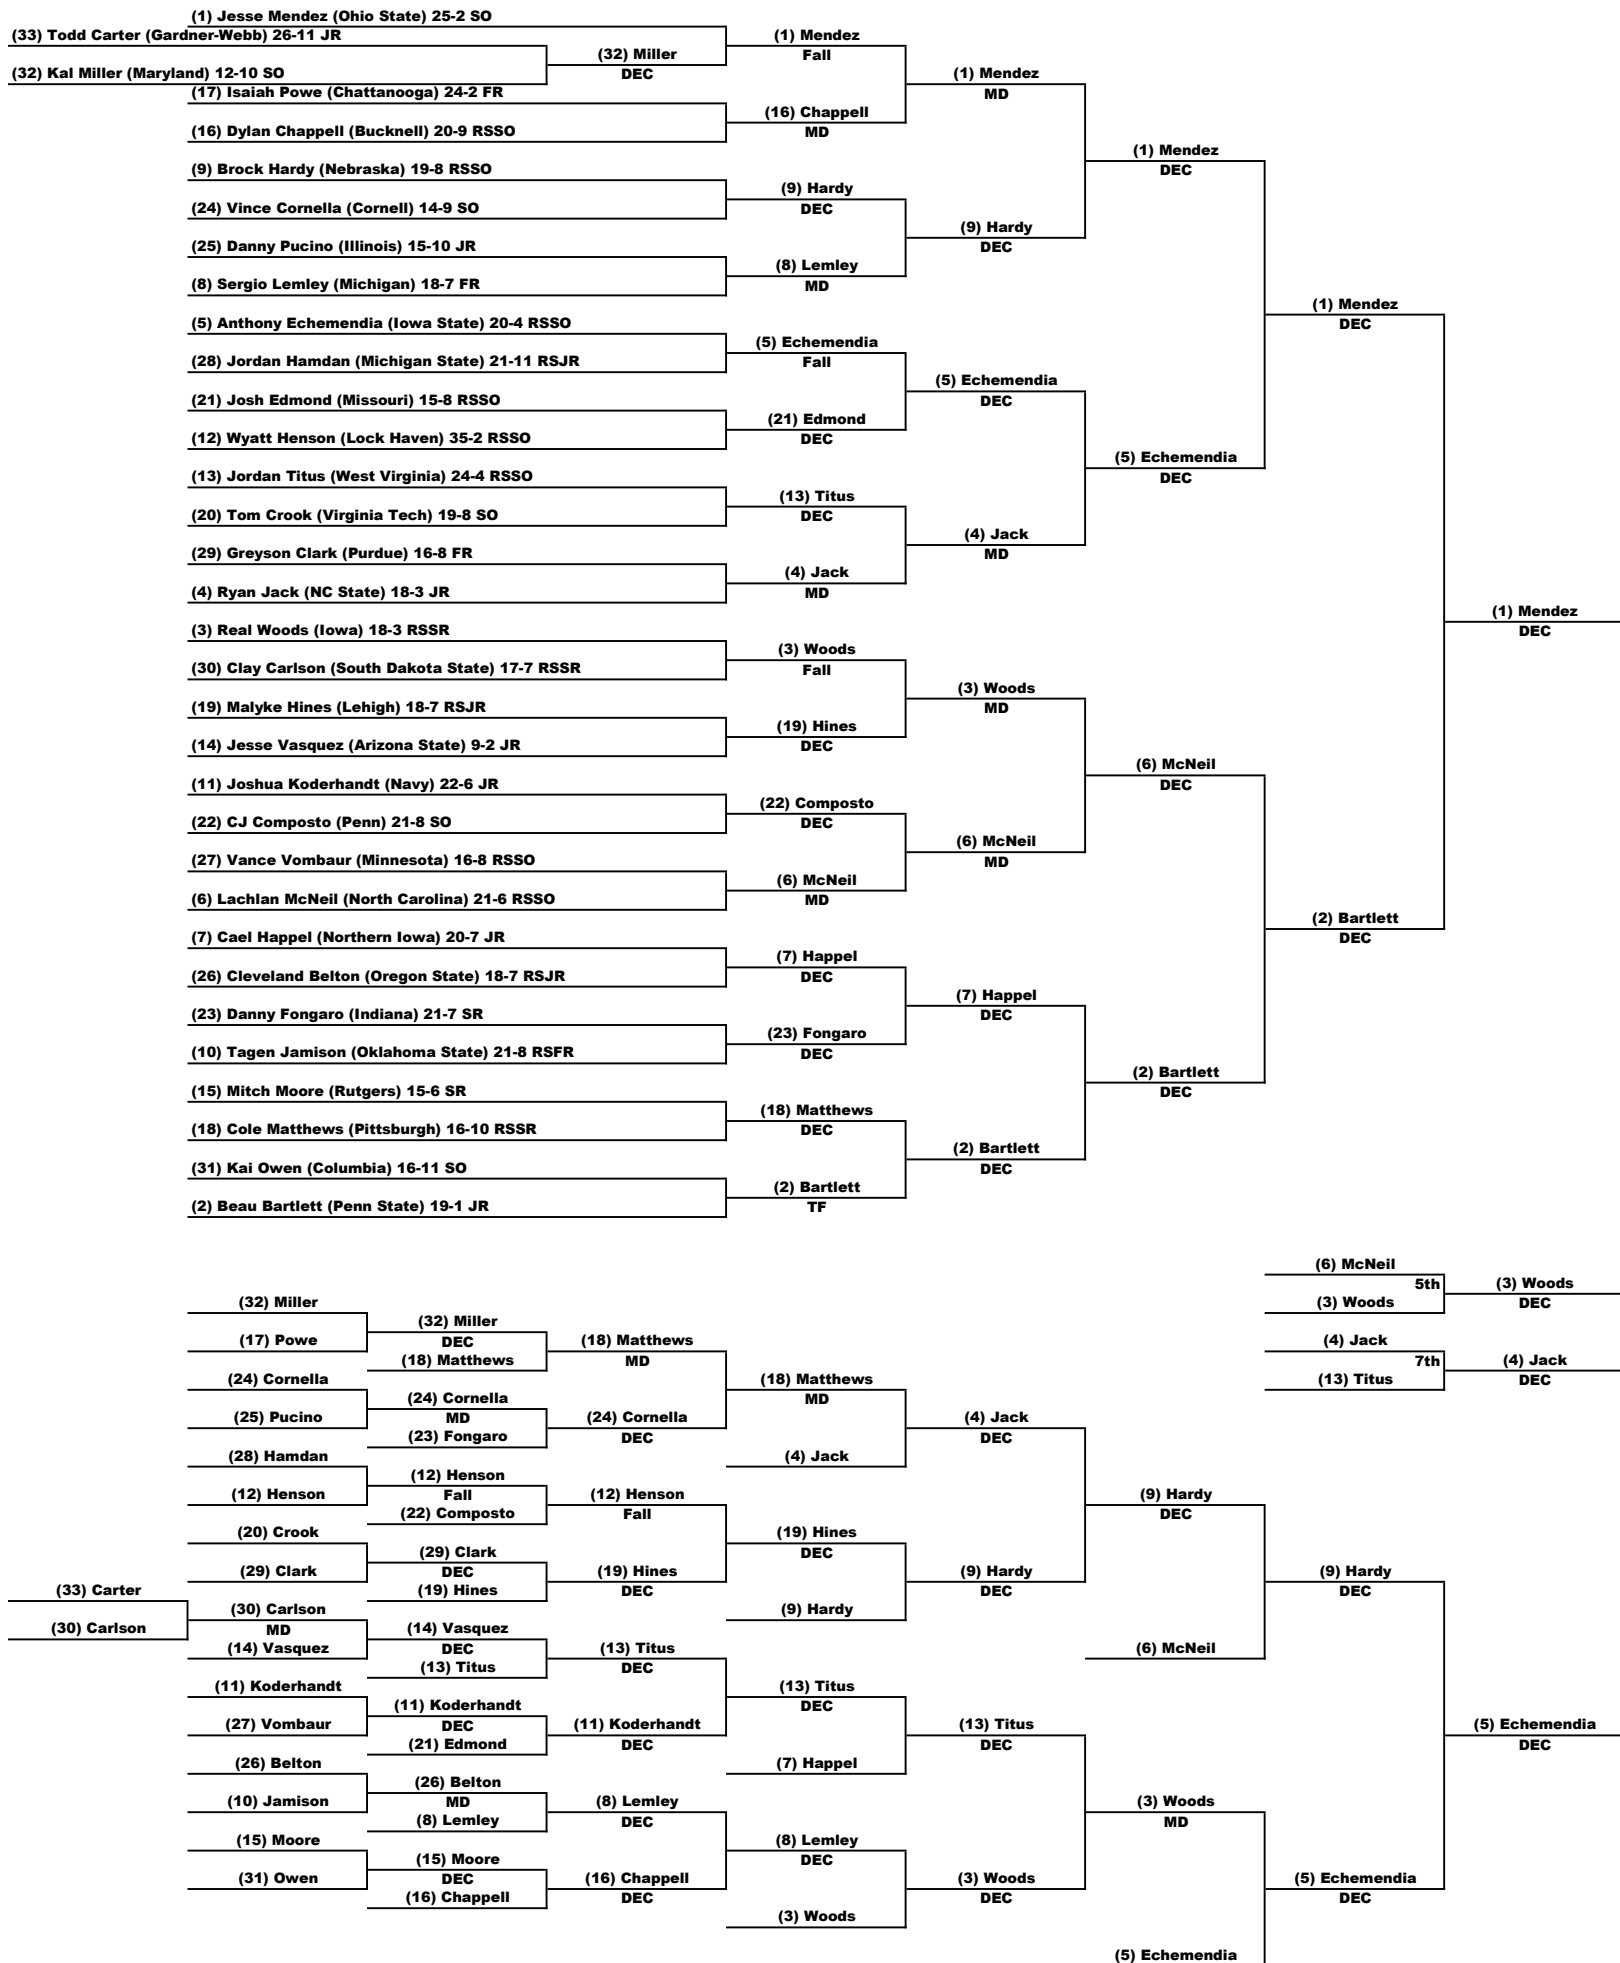 (1) Jesse Mendez (Ohio State) 25-2 SO
(33) Todd Carter (Gardner-Webb) 26-11 JR
(1) Mendez
(32) Miller
Fall
(32) Kal Miller (Maryland) 12-10 SO
DEC
(1) Mendez
(17) Isaiah Powe (Chattanooga) 24-2 FR
MD
(16) Chappell
(16) Dylan Chappell (Bucknell) 20-9 RSSO
MD
(1) Mendez
(9) Brock Hardy (Nebraska) 19-8 RSSO
DEC
(9) Hardy
(24) Vince Cornella (Cornell) 14-9 SO
DEC
(9) Hardy
(25) Danny Pucino (Illinois) 15-10 JR
DEC
(8) Lemley
(8) Sergio Lemley (Michigan) 18-7 FR
MD
(1) Mendez
(5) Anthony Echemendia (Iowa State) 20-4 RSSO
DEC
(5) Echemendia
(28) Jordan Hamdan (Michigan State) 21-11 RSJR
Fall
(5) Echemendia
(21) Josh Edmond (Missouri) 15-8 RSSO
DEC
(21) Edmond
(12) Wyatt Henson (Lock Haven) 35-2 RSSO
DEC
(5) Echemendia
(13) Jordan Titus (West Virginia) 24-4 RSSO
DEC
(13) Titus
(20) Tom Crook (Virginia Tech) 19-8 SO
DEC
(4) Jack
(29) Greyson Clark (Purdue) 16-8 FR
MD
(4) Jack
(4) Ryan Jack (NC State) 18-3 JR
MD
(1) Mendez
(3) Real Woods (Iowa) 18-3 RSSR
DEC
(3) Woods
(30) Clay Carlson (South Dakota State) 17-7 RSSR
Fall
(3) Woods
(19) Malyke Hines (Lehigh) 18-7 RSJR
MD
(19) Hines
(14) Jesse Vasquez (Arizona State) 9-2 JR
DEC
(6) McNeil
(11) Joshua Koderhandt (Navy) 22-6 JR
DEC
(22) Composto
(22) CJ Composto (Penn) 21-8 SO
DEC
(6) McNeil
(27) Vance Vombaur (Minnesota) 16-8 RSSO
MD
(6) McNeil
(6) Lachlan McNeil (North Carolina) 21-6 RSSO
MD
(2) Bartlett
(7) Cael Happel (Northern Iowa) 20-7 JR
DEC
(7) Happel
(26) Cleveland Belton (Oregon State) 18-7 RSJR
DEC
(7) Happel
(23) Danny Fongaro (Indiana) 21-7 SR
DEC
(23) Fongaro
(10) Tagen Jamison (Oklahoma State) 21-8 RSFR
DEC
(2) Bartlett
(15) Mitch Moore (Rutgers) 15-6 SR
DEC
(18) Matthews
(18) Cole Matthews (Pittsburgh) 16-10 RSSR
DEC
(2) Bartlett
(31) Kai Owen (Columbia) 16-11 SO
DEC
(2) Bartlett
(2) Beau Bartlett (Penn State) 19-1 JR
TF
(6) McNeil
5th
(3) Woods
(3) Woods
DEC
(4) Jack
7th
(4) Jack
(13) Titus
DEC
(32) Miller
(32) Miller
(17) Powe
DEC
(18) Matthews
(18) Matthews
MD
(18) Matthews
(24) Cornella
MD
(24) Cornella
(25) Pucino
MD
(24) Cornella
(4) Jack
(23) Fongaro
DEC
DEC
(28) Hamdan
(4) Jack
(12) Henson
(12) Henson
Fall
(12) Henson
(9) Hardy
(22) Composto
Fall
DEC
(20) Crook
(19) Hines
(29) Clark
DEC
(29) Clark
DEC
(19) Hines
(9) Hardy
(9) Hardy
(33) Carter
(19) Hines
DEC
DEC
DEC
(30) Carlson
(9) Hardy
(30) Carlson
MD
(14) Vasquez
(14) Vasquez
DEC
(13) Titus
(6) McNeil
(13) Titus
DEC
(11) Koderhandt
(13) Titus
(11) Koderhandt
DEC
(27) Vombaur
DEC
(11) Koderhandt
(13) Titus
(5) Echemendia
(21) Edmond
DEC
DEC
DEC
(26) Belton
(7) Happel
(26) Belton
(10) Jamison
MD
(8) Lemley
(3) Woods
(8) Lemley
DEC
MD
(15) Moore
(8) Lemley
(15) Moore
DEC
(31) Owen
DEC
(16) Chappell
(3) Woods
(5) Echemendia
(16) Chappell
DEC
DEC
DEC
(3) Woods
(5) Echemendia